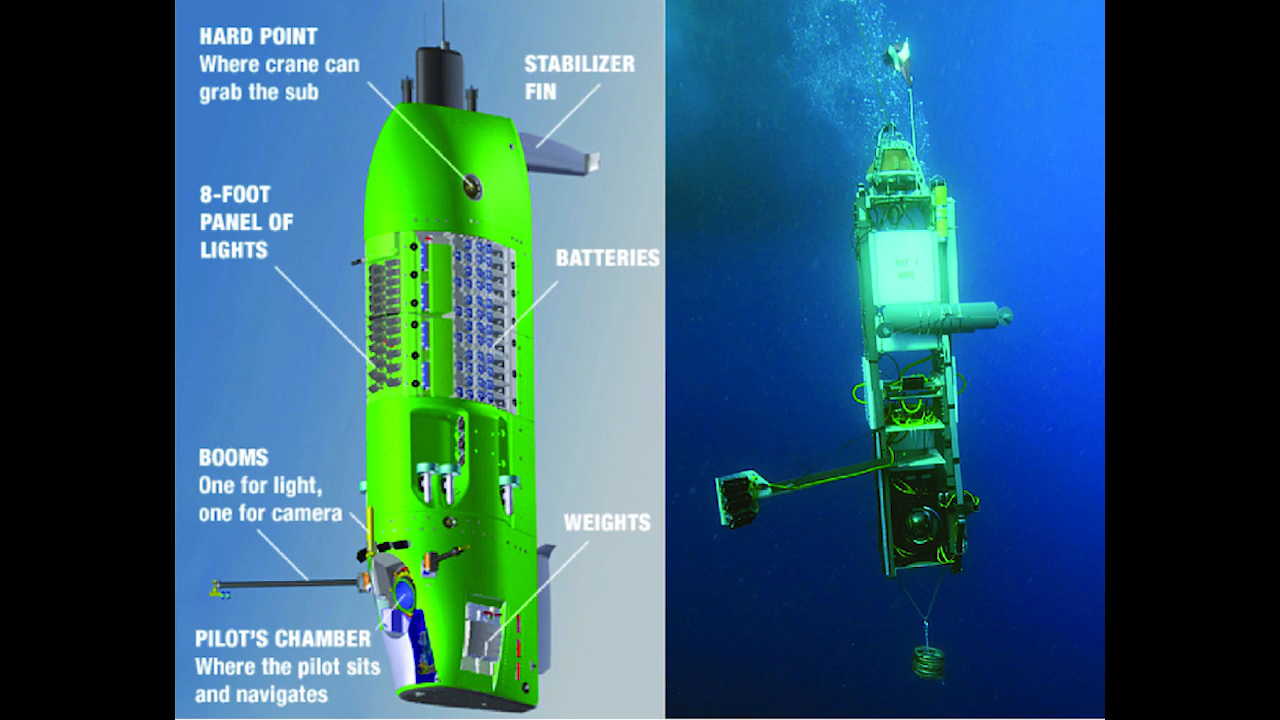 HARD POINT
Where crane can
grab the sub
STABILIZER
FIN
8-FOOT
PANEL OF
LIGHTS
BATTERIES
BOOMS
One for light,
one for camera
WEIGHTS
PILOT'S CHAMBER
Where the pilot sits
and navigates